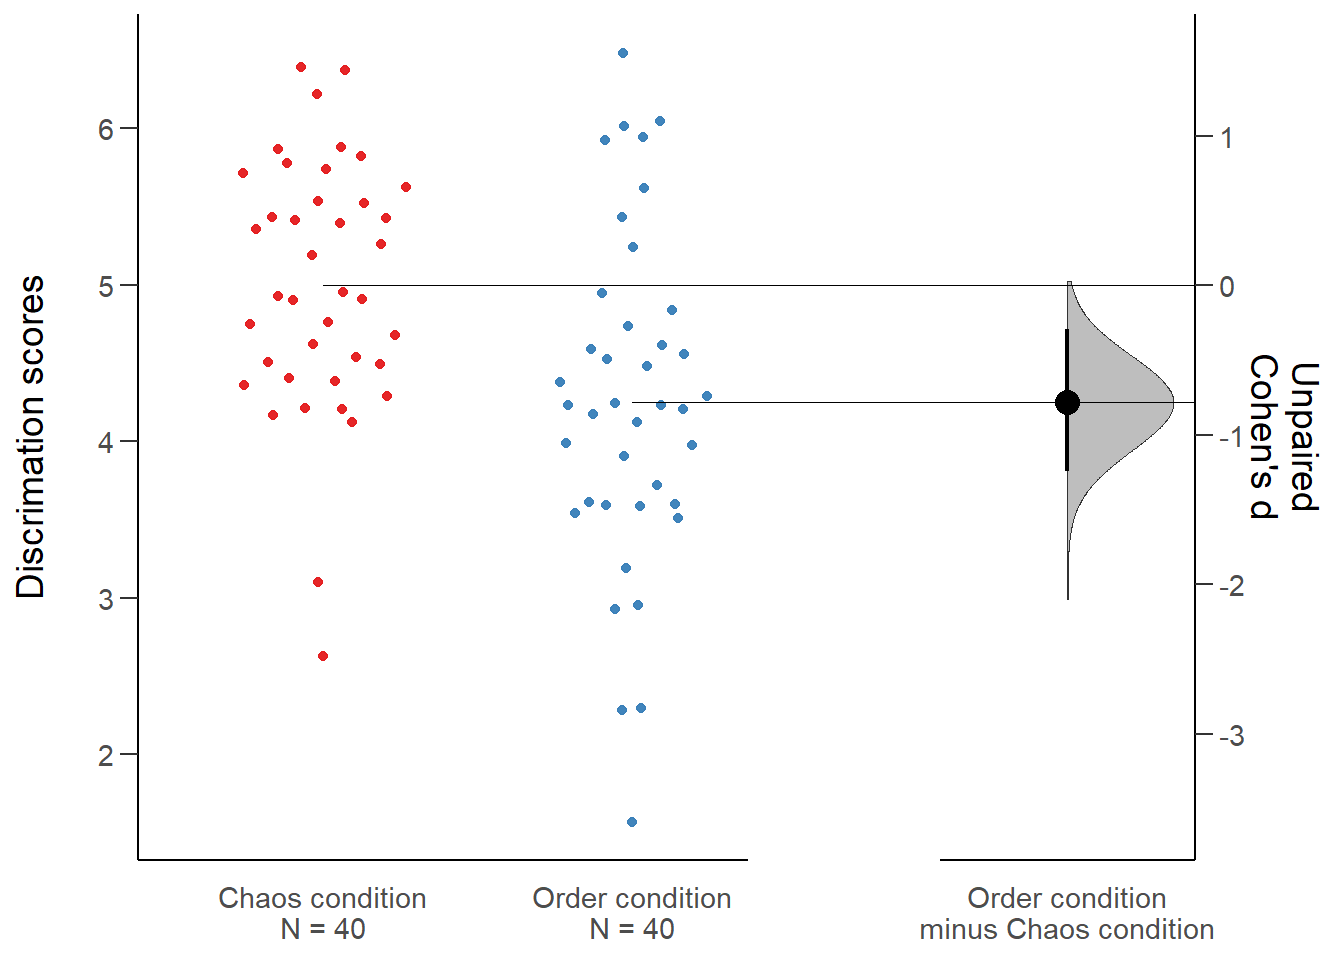 Discrimation scores
6
5
4
3
2
1
0
-1
-2
-3
Unpaired
Cohen's d
Chaos condition
N = 40
Order condition
N = 40
Order condition
minus Chaos condition